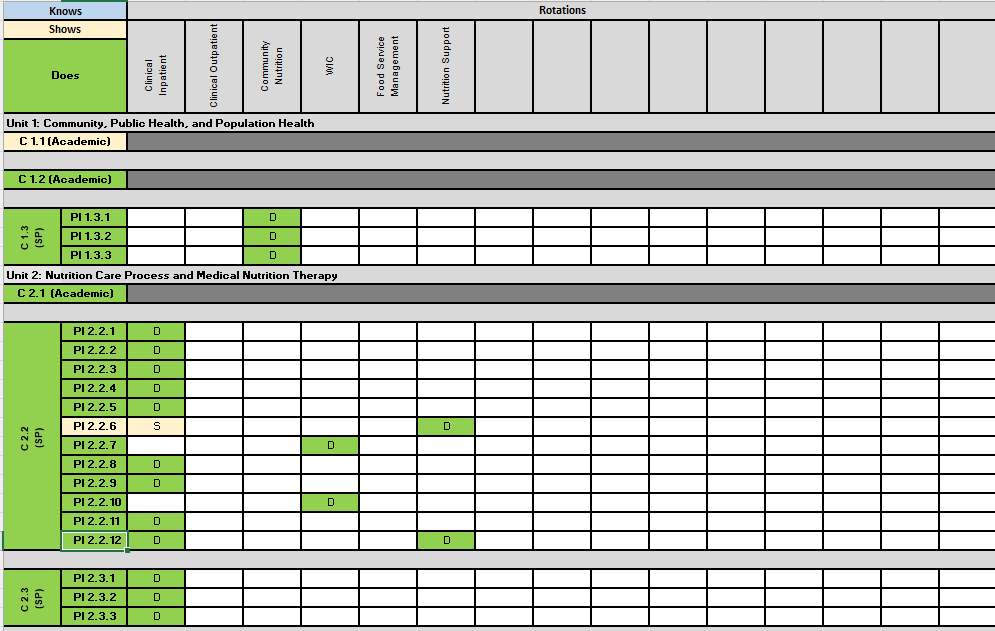 Knows
Rotations
Shows
Does
Clinical Inpatient
Clinical Outpatient
Community Nutrition
WIC
Food Service Management
Nutrition Support
Unit 1: Community, Public Health, and Population Health
C 1.1 (Academic)
C 1.2 (Academic)
C 1.3 (SP)
PI 1.3.1 D
PI 1.3.2 D
PI 1.3.3 D
Unit 2: Nutrition Care Process and Medical Nutrition Therapy
C 2.1 (Academic)
C 2.2 (SP)
PI 2.2.1 D
PI 2.2.2 D
PI 2.2.3 D
PI 2.2.4 D
PI 2.2.5 D
PI 2.2.6 S D
PI 2.2.7 D
PI 2.2.8 D
PI 2.2.9 D
PI 2.2.10 D
PI 2.2.11 D
PI 2.2.12 D D
C 2.3 (SP)
PI 2.3.1 D
PI 2.3.2 D
PI 2.3.3 D